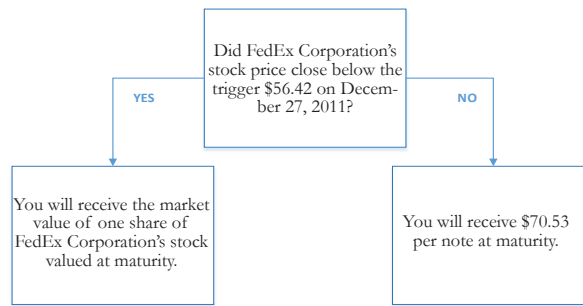 Did FedEx Corporation's
stock price close below the
trigger $56.42 on Decem-
ber 27, 2011?
YES
NO
You will receive the market
value of one share of
FedEx Corporation's stock
valued at maturity.
You will receive $70.53
per note at maturity.